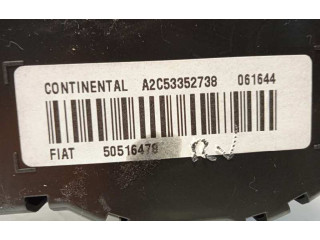 CONTINENTAL A2C53352738 061644
FIAT 50516479